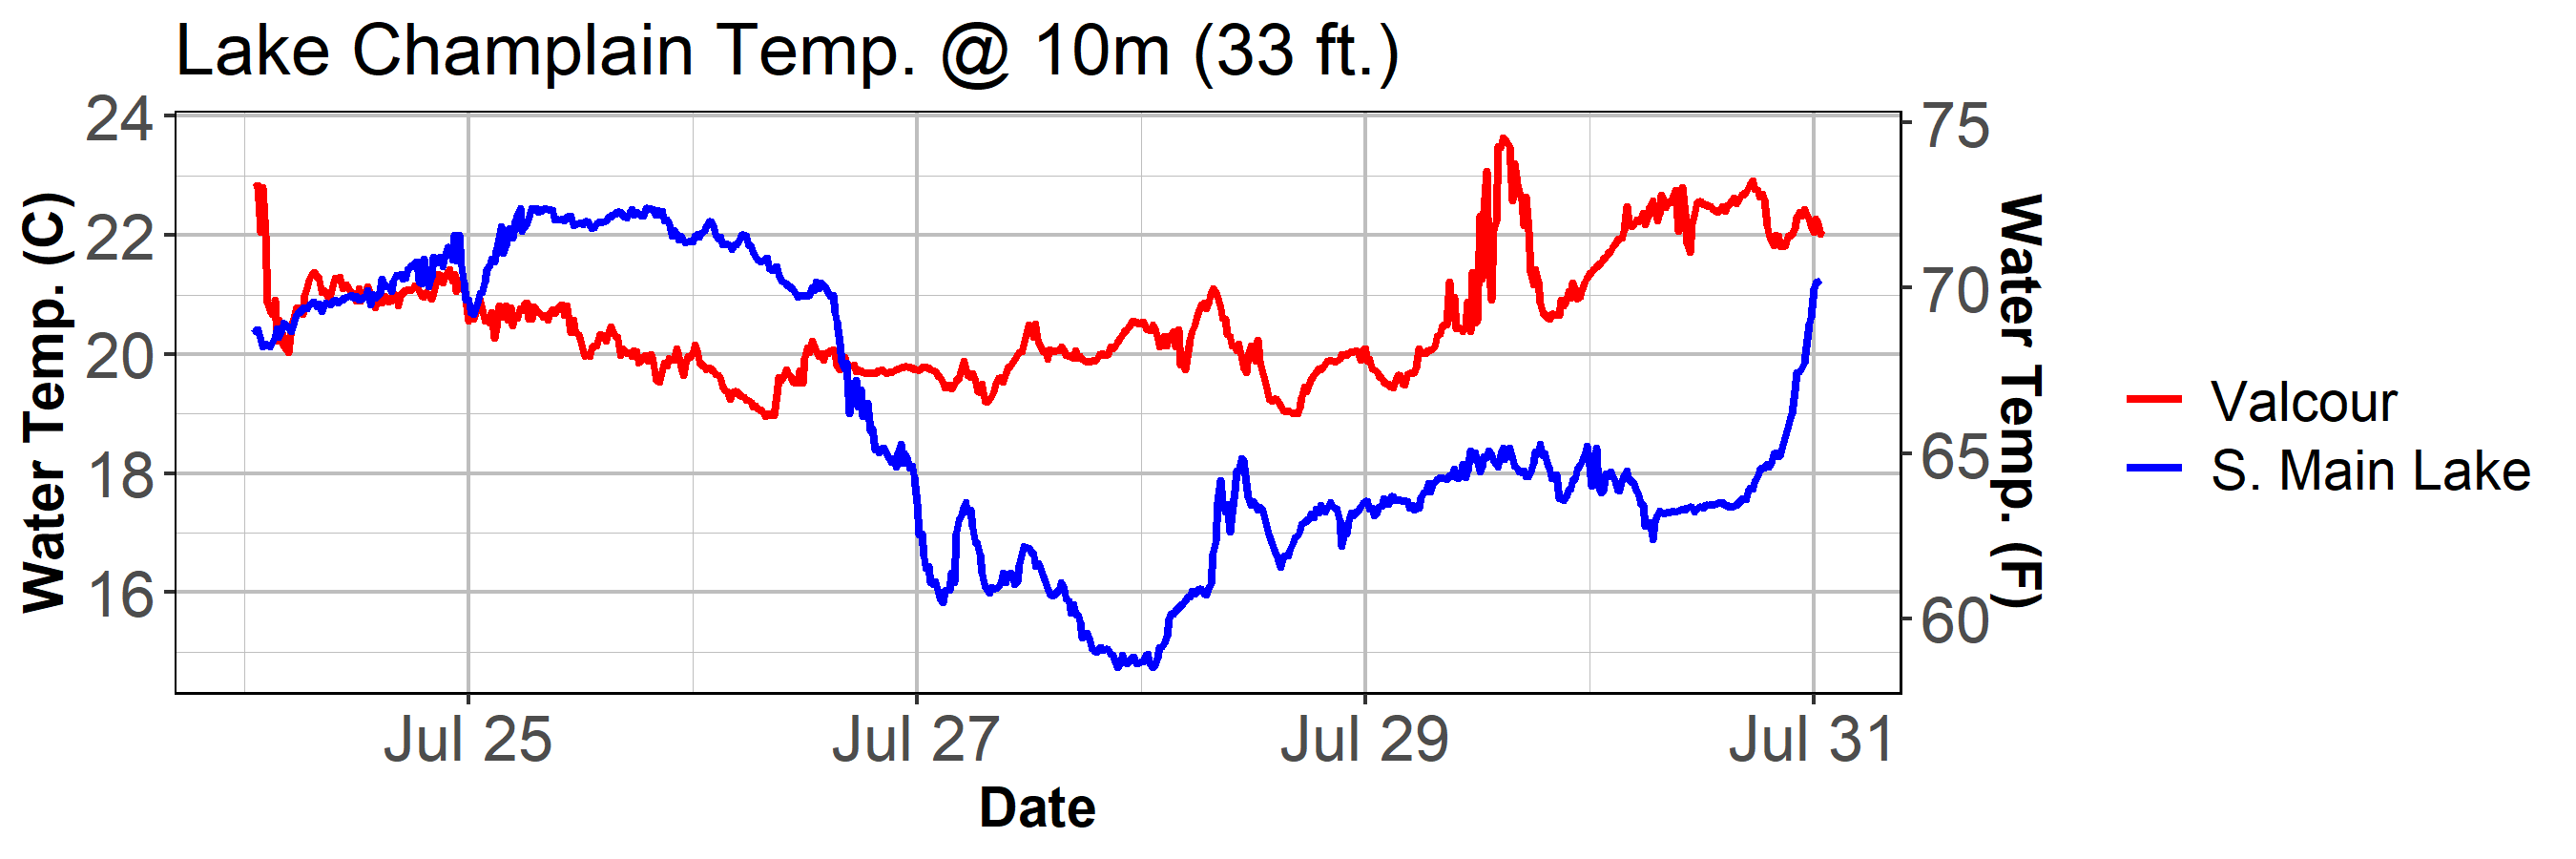 Lake Champlain Temp. @ 10m (33 ft.)
Water Temp. (C)
24
22
20
18
16
75
70
65
60
Water Temp. (F)
Jul 25
Jul 27
Jul 29
Jul 31
Date
Valcour
S. Main Lake